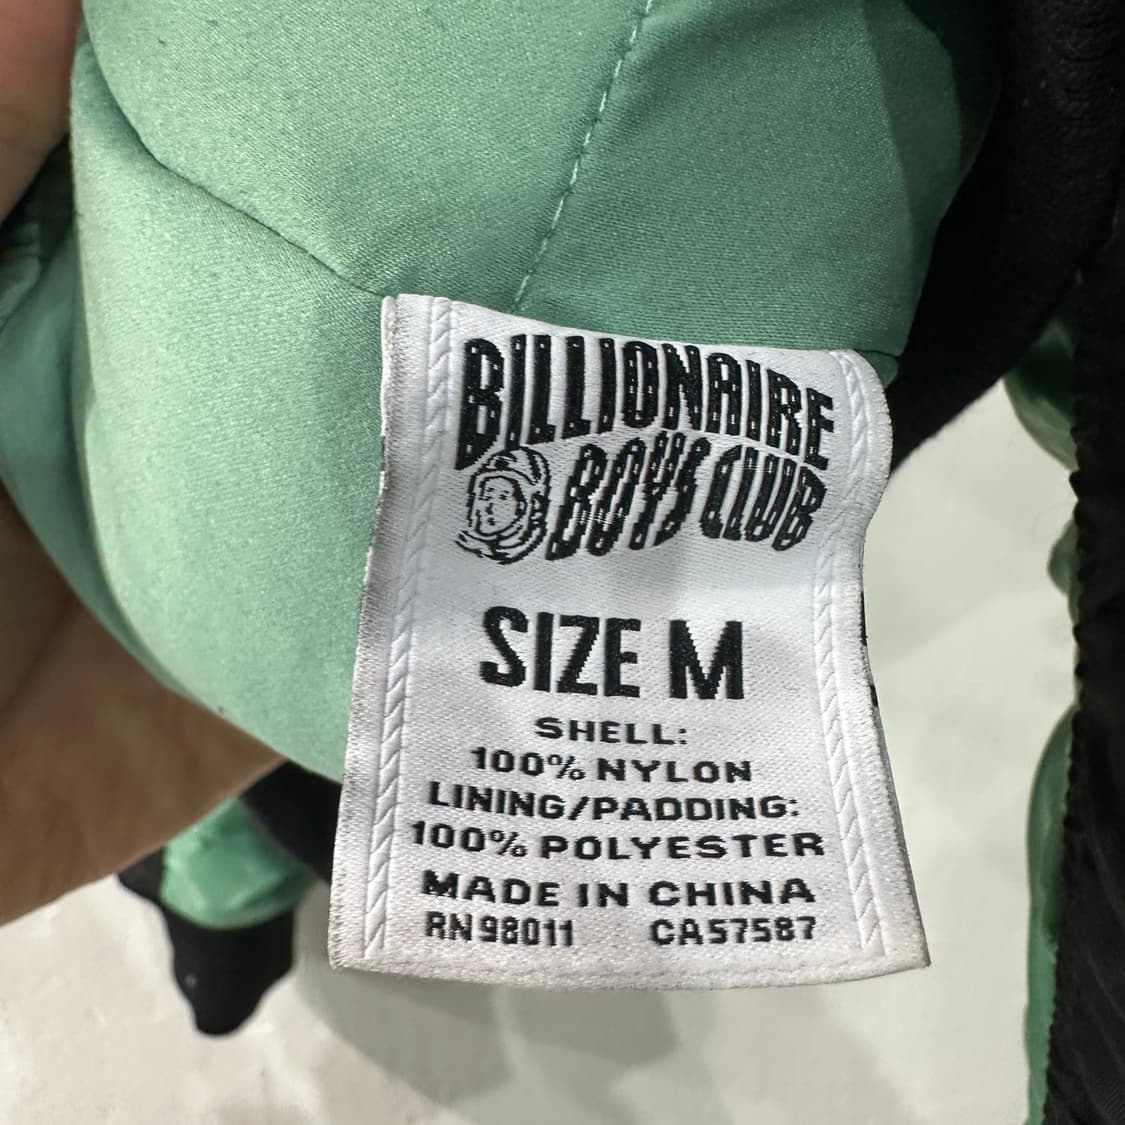 BILLIONAIRE
BOYS CLUB
SIZE M
SHELL:
100% NYLON
LINING/PADDING:
100% POLYESTER
MADE IN CHINA
RN98011 CA57587